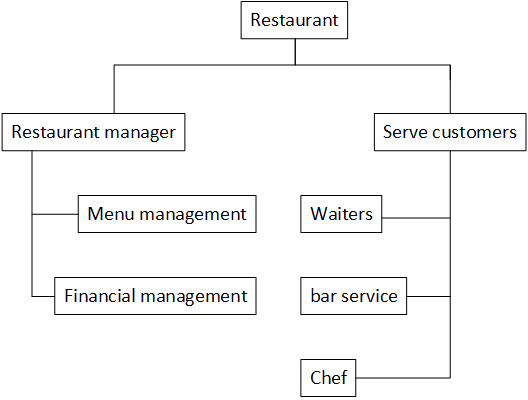 Restaurant
Restaurant manager
Serve customers
Menu management
Waiters
Financial management
bar service
Chef